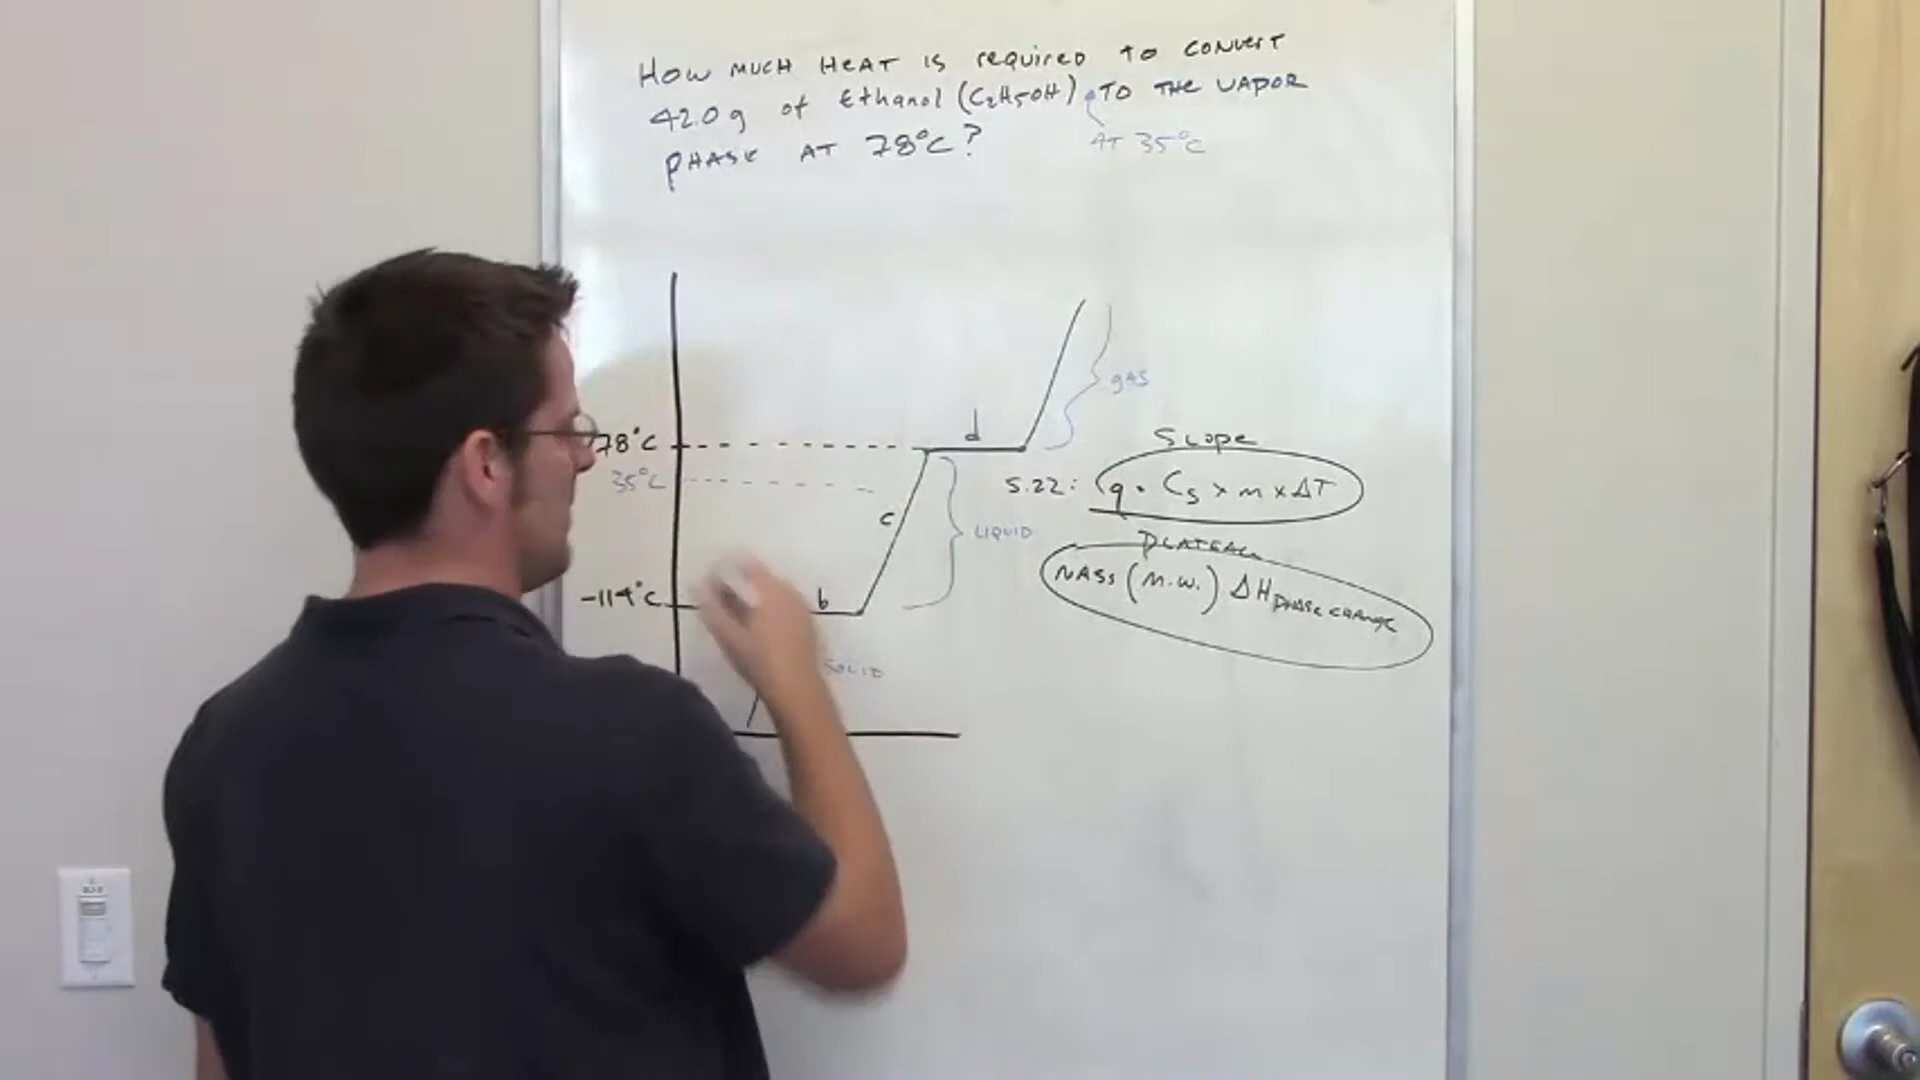 HOW MUCH HEAT IS required to convert
42.0g of Ethanol (C2H5OH) TO THE VAPOR
AT 35°C
PHASE AT 78°C?
GAS
d
78°C
SLOPE
35°C
5.22: q = Cs x m x ΔT
c
LIQUID
PLATEAU
MASS (M.W.) ΔH PHASE CHANGE
-114°C
b
SOLID